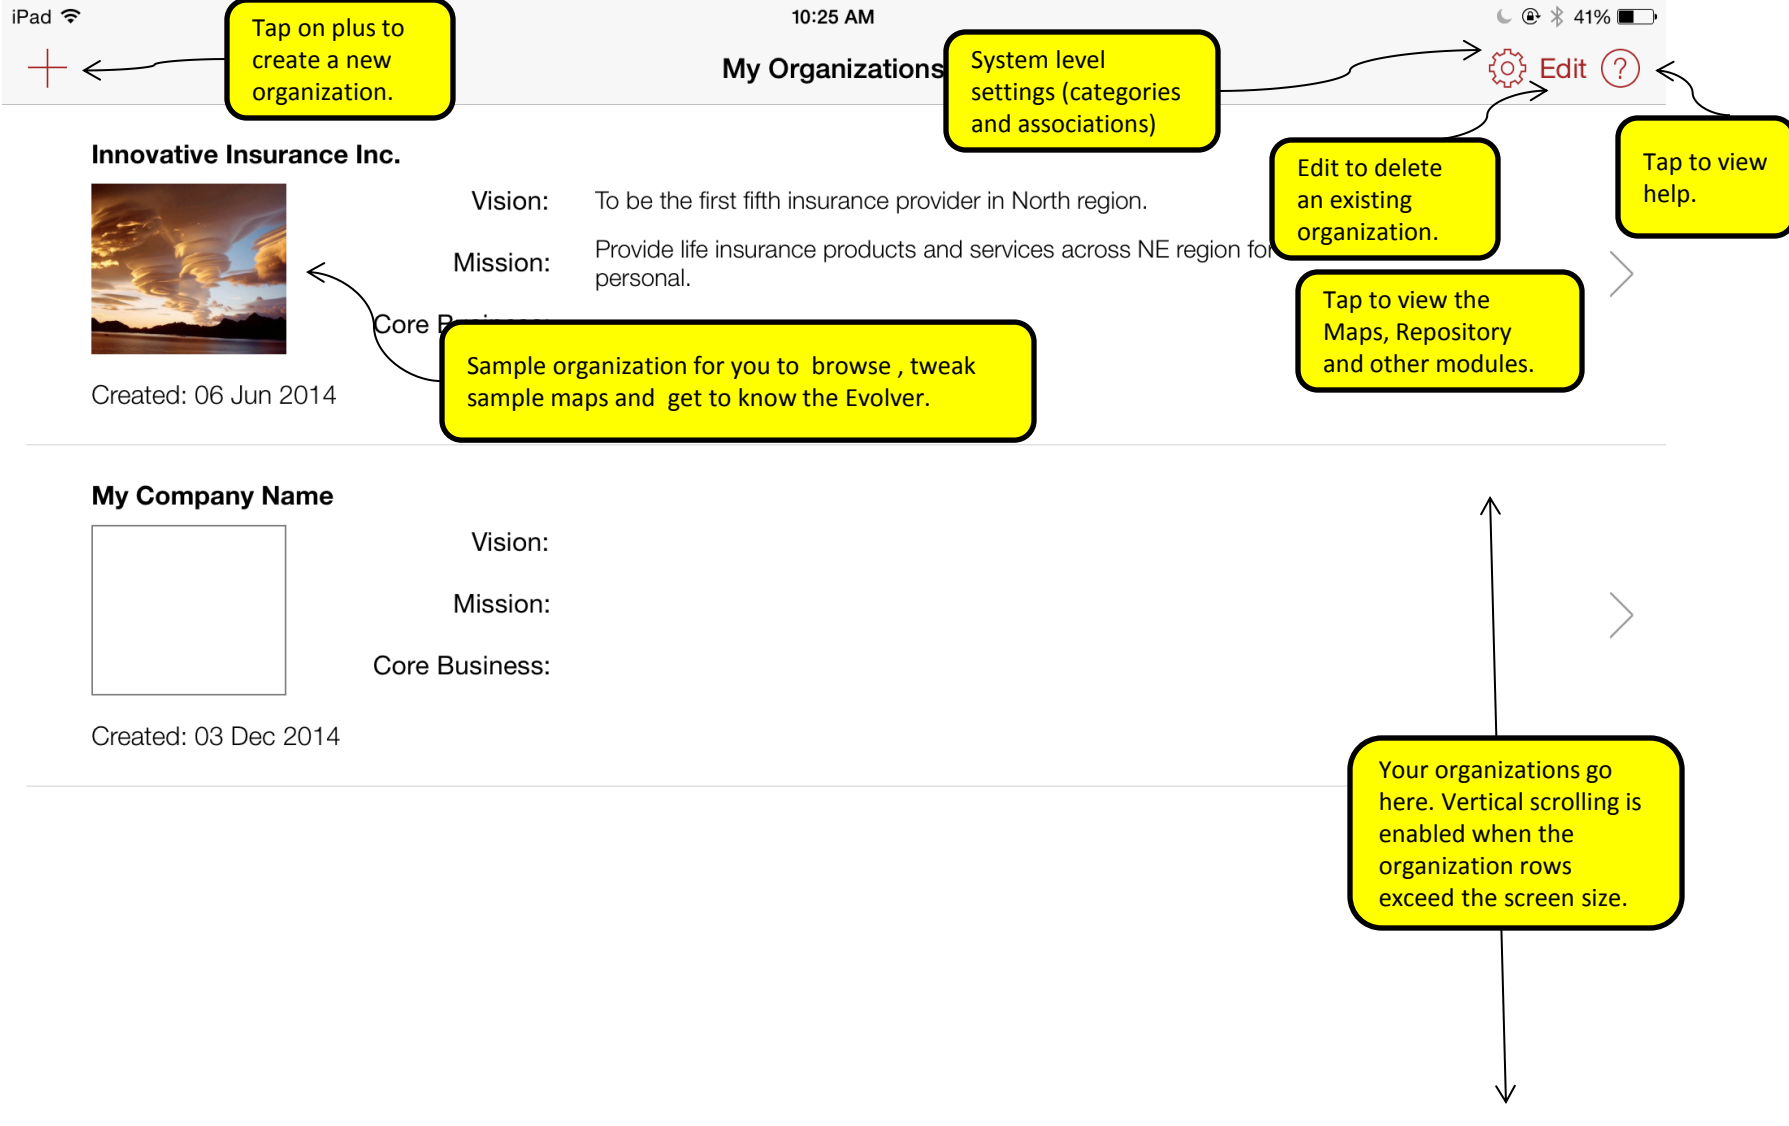 iPad
10:25 AM
41%
Tap on plus to
create a new
organization.
My Organizations
System level
settings (categories
and associations)
Edit
?
Edit to delete
an existing
organization.
Tap to view
help.
Innovative Insurance Inc.
Vision:
To be the first fifth insurance provider in North region.
Mission:
Provide life insurance products and services across NE region for
personal.
Core
Tap to view the
Maps, Repository
and other modules.
Sample organization for you to browse , tweak
sample maps and get to know the Evolver.
Created: 06 Jun 2014
My Company Name
Vision:
Mission:
Core Business:
Created: 03 Dec 2014
Your organizations go
here. Vertical scrolling is
enabled when the
organization rows
exceed the screen size.